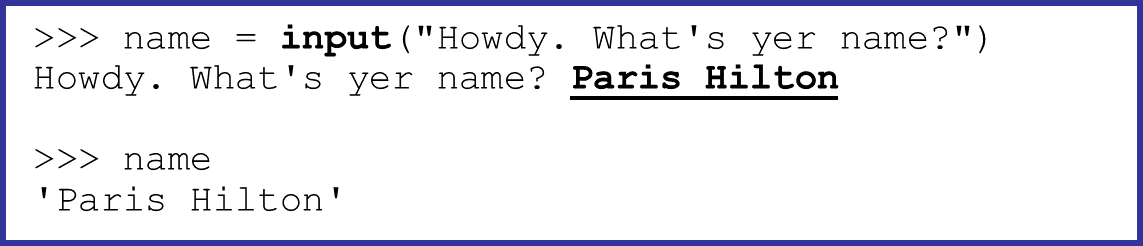 >>> name = input("Howdy. What's yer name?")
Howdy. What's yer name? Paris Hilton
>>> name
'Paris Hilton'